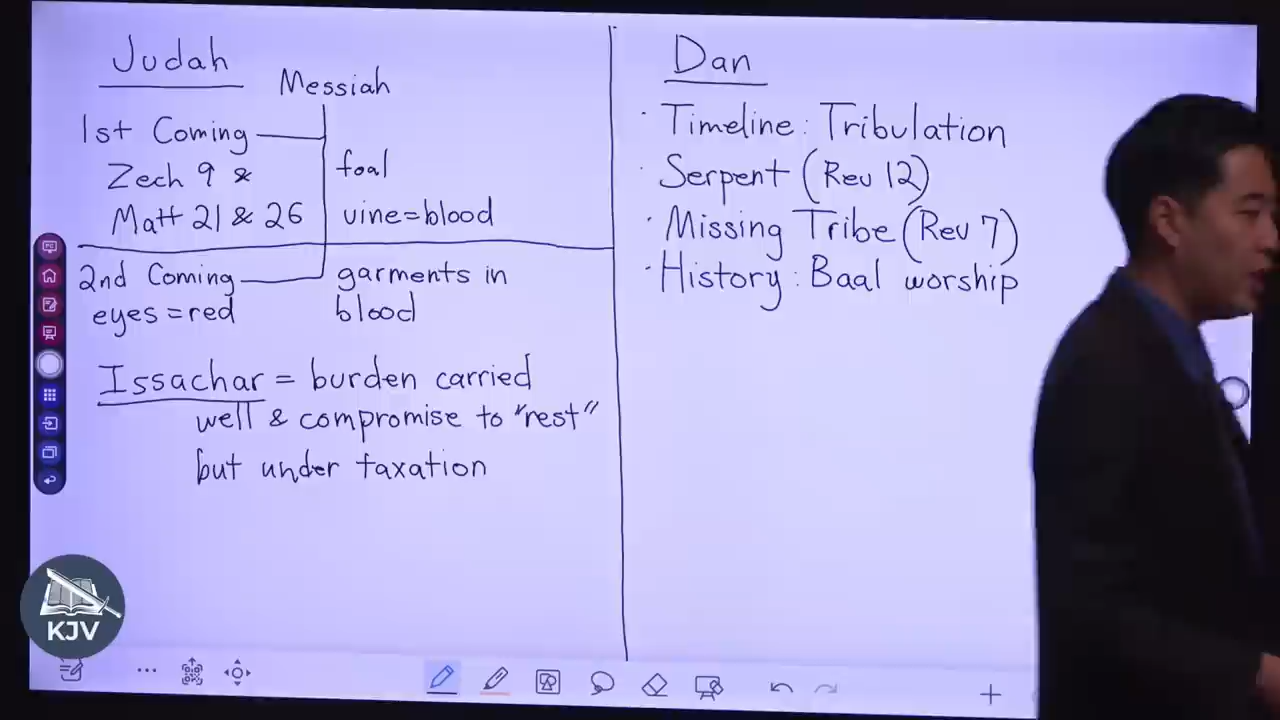 Judah
Messiah
1st Coming
Zech 9 &
Matt 21 & 26
foal
vine=blood
2nd Coming
eyes=red
garments in
blood
Issachar = burden carried
well & compromise to "rest"
but under taxation
Dan
· Timeline: Tribulation
· Serpent (Rev 12)
· Missing Tribe (Rev 7)
· History: Baal worship
KJV